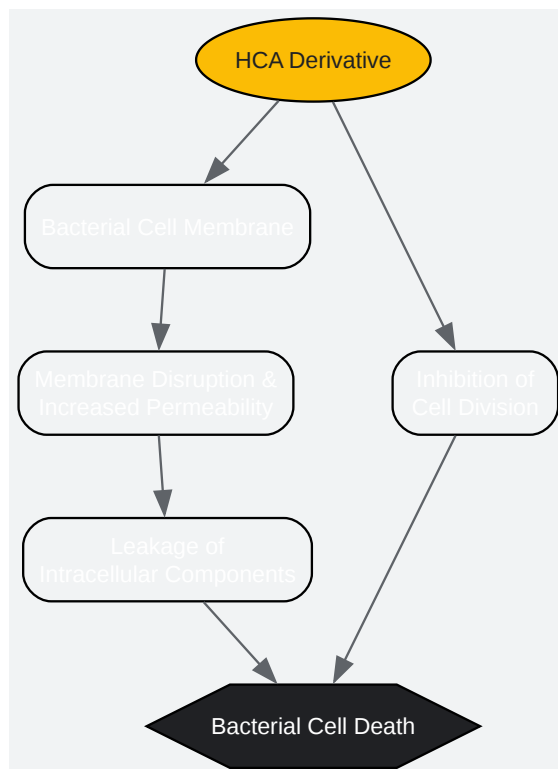 HCA Derivative
Bacterial Cell Membrane
Membrane Disruption &
Increased Permeability
Inhibition of
Cell Division
Leakage of
Intracellular Components
Bacterial Cell Death